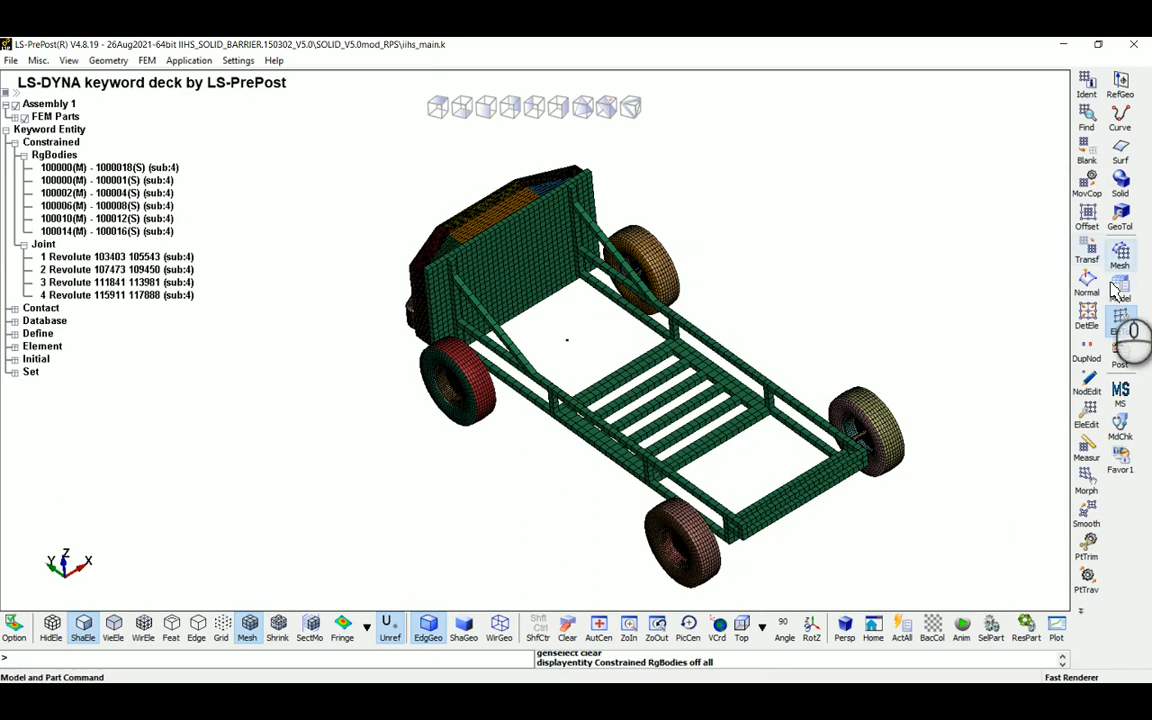 LS-PrePost(R) V4.8.19 - 26Aug2021-64bit IIHS_SOLID_BARRIER.150302_V5.0\SOLID_V5.0mod_RPS\iihs_main.k
File Misc. View Geometry FEM Application Settings Help
LS-DYNA keyword deck by LS-PrePost
Assembly 1
FEM Parts
Keyword Entity
Constrained
RgBodies
100000(M) - 1000018(S) (sub:4)
100000(M) - 100001(S) (sub:4)
100002(M) - 100004(S) (sub:4)
100006(M) - 100008(S) (sub:4)
100010(M) - 100012(S) (sub:4)
100014(M) - 100016(S) (sub:4)
Joint
1 Revolute 103403 105543 (sub:4)
2 Revolute 107473 109450 (sub:4)
3 Revolute 111841 113981 (sub:4)
4 Revolute 115911 117888 (sub:4)
Contact
Database
Define
Element
Initial
Set
Z
Y X
Ident RefGeo
Find Curve
Blank Surf
MovCop Solid
Offset GeoTol
Transf Mesh
Normal
DetEle
DupNod Post
NodEdit MS
EleEdit MdChk
Measur Favor1
Morph
Smooth
PtTrim
PtTrav
Option HidEle ShaEle VieEle WirEle Feat Edge Grid Mesh Shrink SectMo Fringe Unref EdgGeo ShaGeo WirGeo ShfCtr Clear AutCen ZoIn ZoOut PicCen VCrd Top Angle RotZ Persp Home ActAll BacCol Anim SelPart ResPart Plot
Shft
Ctrl
90
>
genselect clear
displayentity Constrained RgBodies off all
Model and Part Command
Fast Renderer